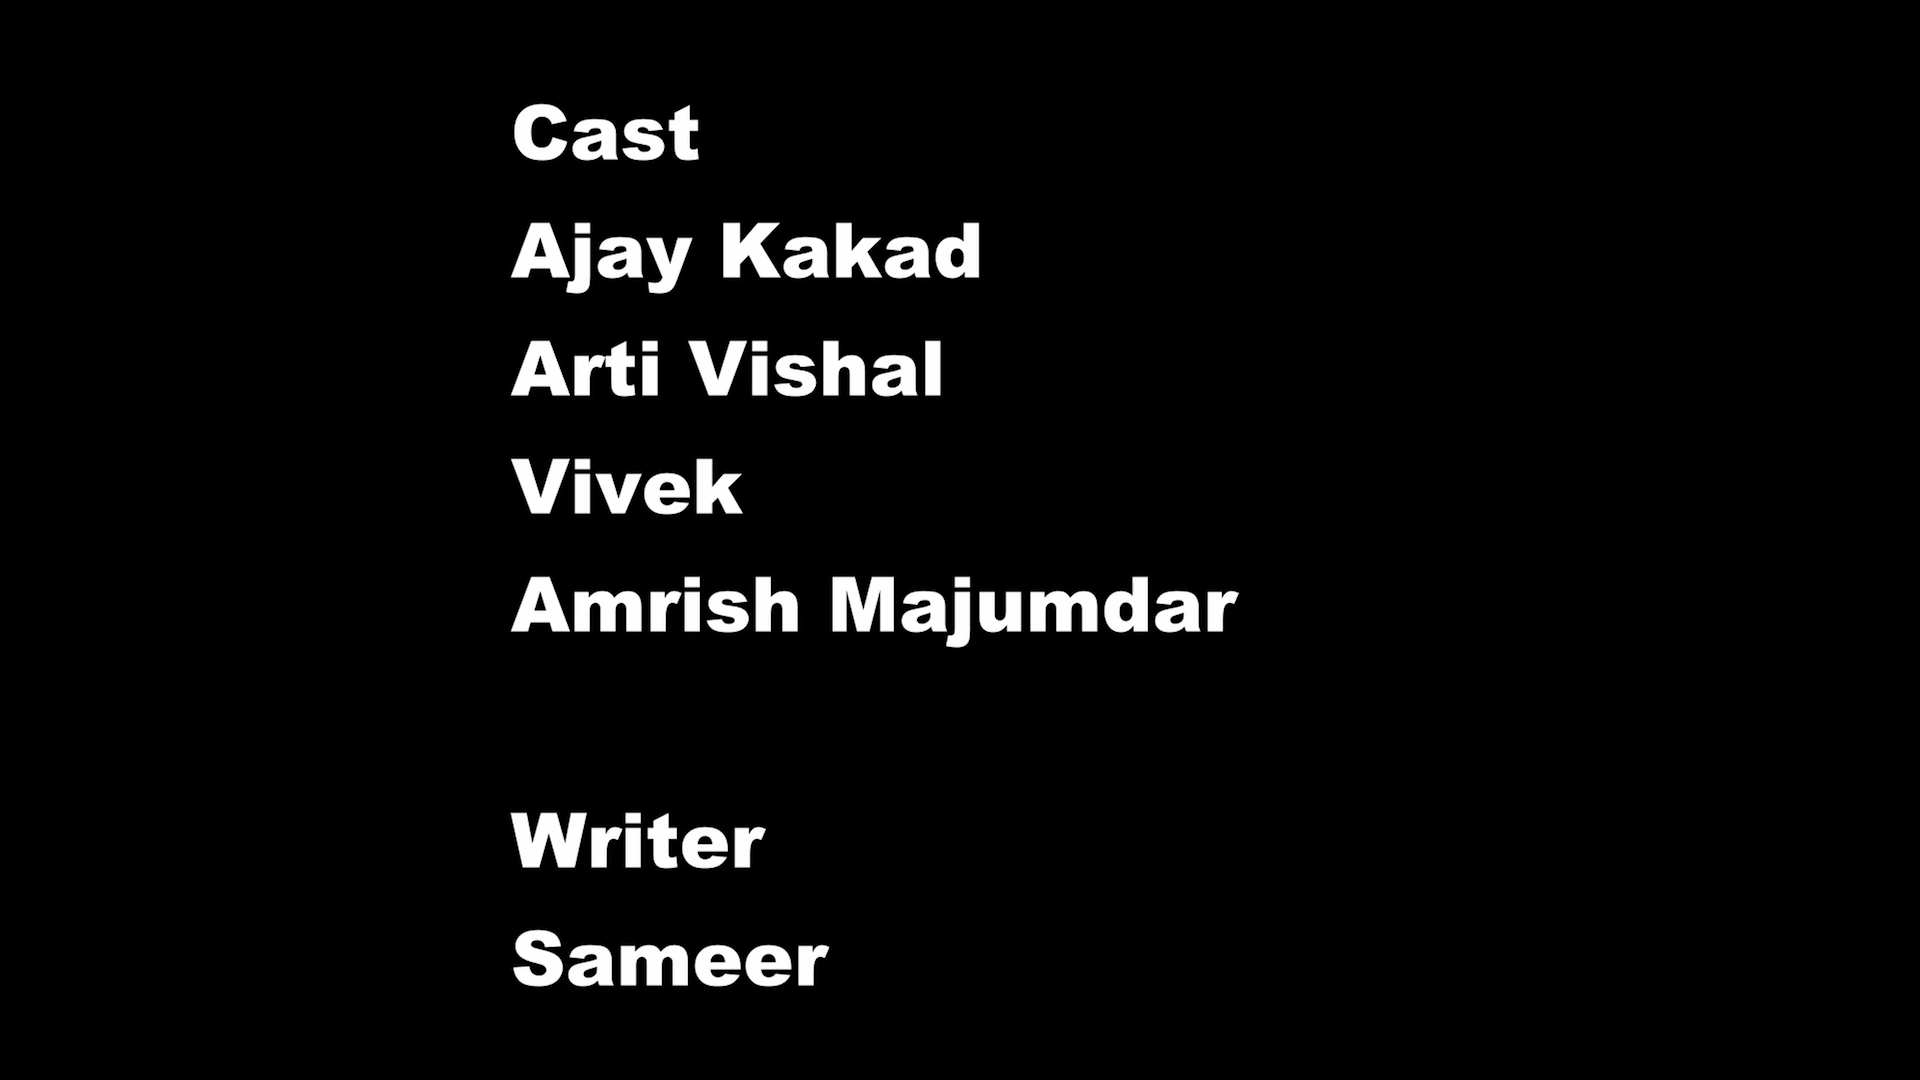 Cast
Ajay Kakad
Arti Vishal
Vivek
Amrish Majumdar
Writer
Sameer